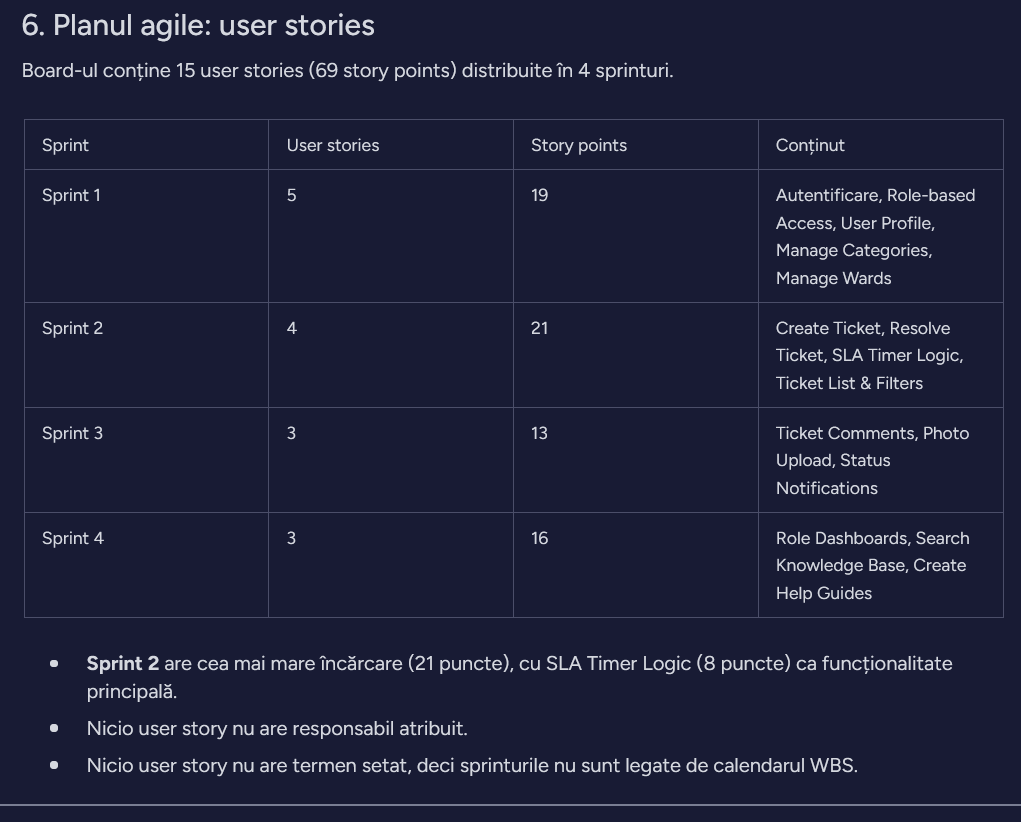 6. Planul agile: user stories
Board-ul conține 15 user stories (69 story points) distribuite în 4 sprinturi.
Sprint
User stories
Story points
Conținut
Sprint 1
5
19
Autentificare, Role-based
Access, User Profile,
Manage Categories,
Manage Wards
Sprint 2
4
21
Create Ticket, Resolve
Ticket, SLA Timer Logic,
Ticket List & Filters
Sprint 3
3
13
Ticket Comments, Photo
Upload, Status
Notifications
Sprint 4
3
16
Role Dashboards, Search
Knowledge Base, Create
Help Guides
Sprint 2 are cea mai mare încărcare (21 puncte), cu SLA Timer Logic (8 puncte) ca funcționalitate
principală.
Nicio user story nu are responsabil atribuit.
Nicio user story nu are termen setat, deci sprinturile nu sunt legate de calendarul WBS.